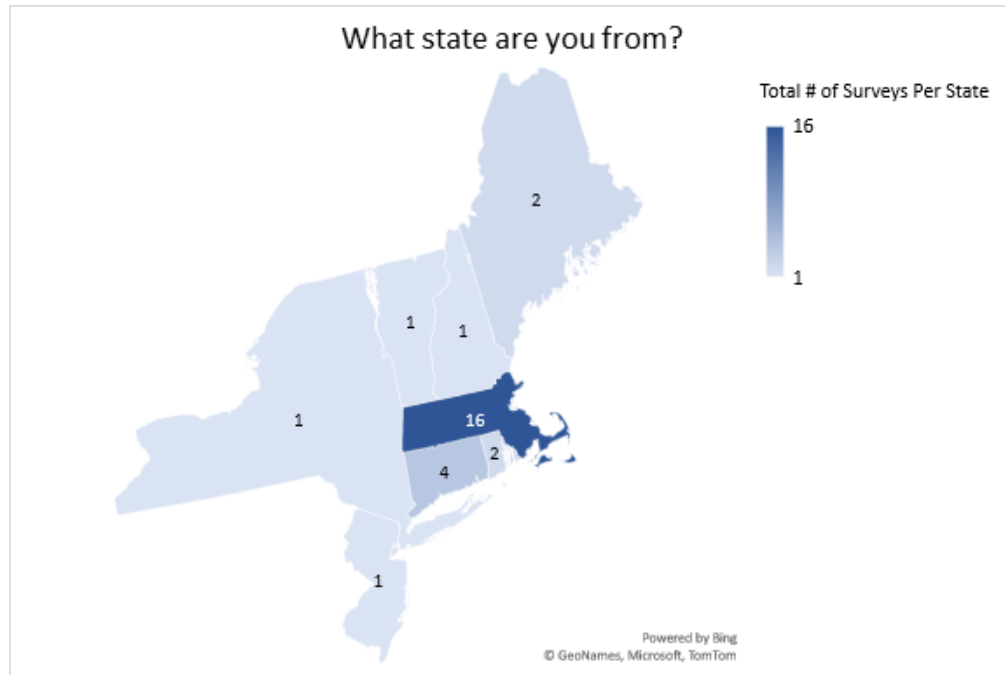 What state are you from?
Total # of Surveys Per State
16
1
2
1
1
1
16
2
4
1
Powered by Bing
© GeoNames, Microsoft, TomTom